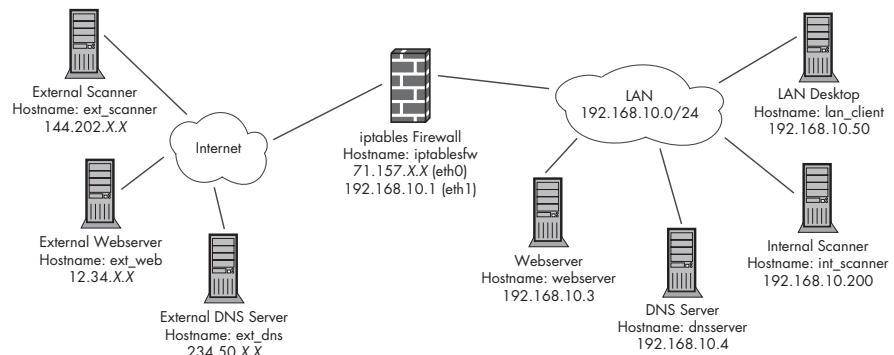 External Scanner
Hostname: ext_scanner
144.202.X.X
Internet
External Webserver
Hostname: ext_web
12.34.X.X
External DNS Server
Hostname: ext_dns
234.50.X.X
iptables Firewall
Hostname: iptablesfw
71.157.X.X (eth0)
192.168.10.1 (eth1)
LAN
192.168.10.0/24
LAN Desktop
Hostname: lan_client
192.168.10.50
Webserver
Hostname: webserver
192.168.10.3
DNS Server
Hostname: dnsserver
192.168.10.4
Internal Scanner
Hostname: int_scanner
192.168.10.200